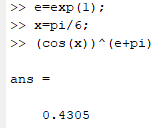 >> e=exp(1);
>> x=pi/6;
>> (cos(x))^(e+pi)
ans =
0.4305